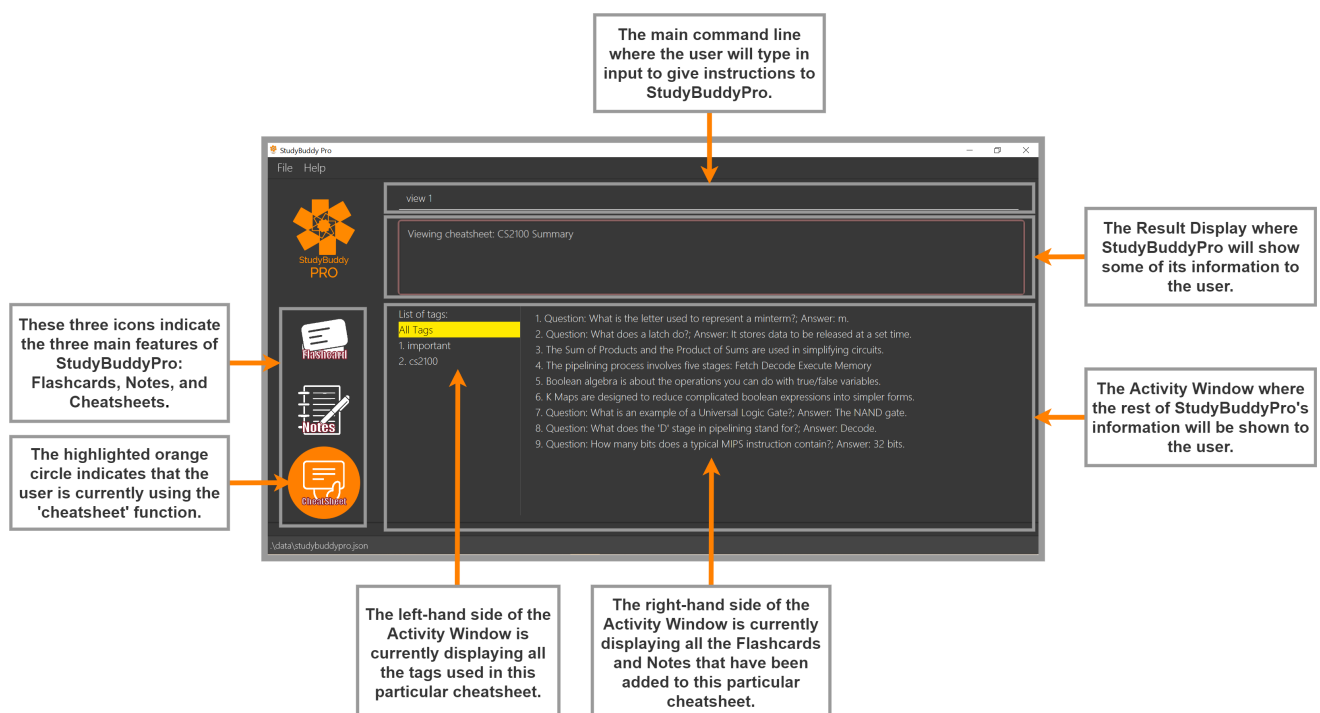 The main command line
where the user will type in
input to give instructions to
StudyBuddyPro.
StudyBuddy Pro
File Help
StudyBuddy
PRO
view 1
Viewing cheatsheet: CS2100 Summary
The Result Display where
StudyBuddyPro will show
some of its information to
the user.
These three icons indicate
the three main features of
StudyBuddyPro:
Flashcards, Notes, and
Cheatsheets.
The highlighted orange
circle indicates that the
user is currently using the
'cheatsheet' function.
Flashcard
Notes
CheatSheet
List of tags:
All Tags
1. important
2. cs2100
1. Question: What is the letter used to represent a minterm?; Answer: m.
2. Question: What does a latch do?; Answer: It stores data to be released at a set time.
3. The Sum of Products and the Product of Sums are used in simplifying circuits.
4. The pipelining process involves five stages: Fetch Decode Execute Memory
5. Boolean algebra is about the operations you can do with true/false variables.
6. K Maps are designed to reduce complicated boolean expressions into simpler forms.
7. Question: What is an example of a Universal Logic Gate?; Answer: The NAND gate.
8. Question: What does the 'D' stage in pipelining stand for?; Answer: Decode.
9. Question: How many bits does a typical MIPS instruction contain?; Answer: 32 bits.
The Activity Window where
the rest of StudyBuddyPro's
information will be shown to
the user.
.\data\studybuddypro.json
The left-hand side of the
Activity Window is
currently displaying all
the tags used in this
particular cheatsheet.
The right-hand side of the
Activity Window is currently
displaying all the Flashcards
and Notes that have been
added to this particular
cheatsheet.